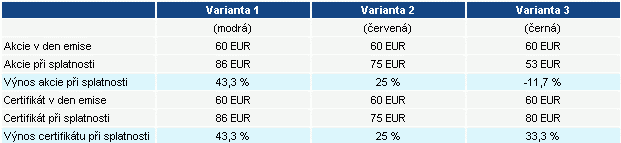 Varianta 1 Varianta 2 Varianta 3
(modrá) (červená) (černá)
Akcie v den emise 60 EUR 60 EUR 60 EUR
Akcie při splatnosti 86 EUR 75 EUR 53 EUR
Výnos akcie při splatnosti 43,3 % 25 % -11,7 %
Certifikát v den emise 60 EUR 60 EUR 60 EUR
Certifikát při splatnosti 86 EUR 75 EUR 80 EUR
Výnos certifikátu při splatnosti 43,3 % 25 % 33,3 %